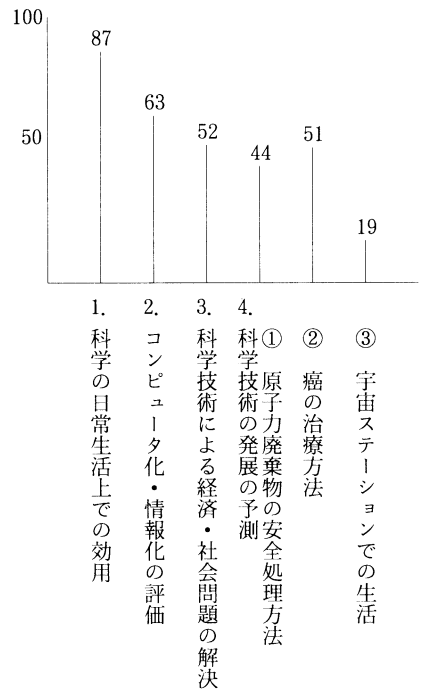 100
50
87
63
52
44
51
19
1. 科学の日常生活上での効用
2. コンピュータ化・情報化の評価
3. 科学技術による経済・社会問題の解決
4. 科学技術の発展の予測
① 原子力廃棄物の安全処理方法
② 癌の治療方法
③ 宇宙ステーションでの生活